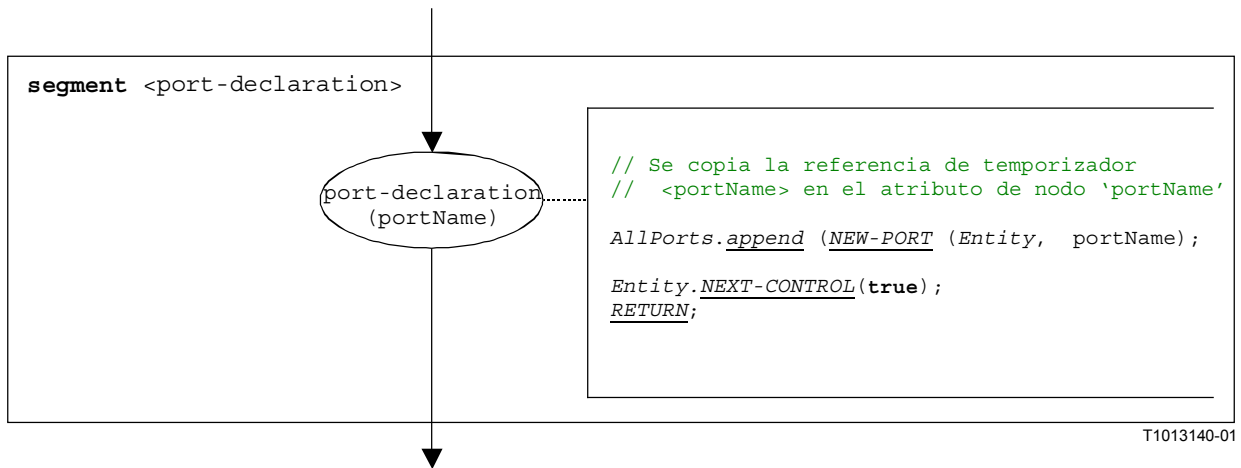 segment <port-declaration>
port-declaration
(portName)
// Se copia la referencia de temporizador
// <portName> en el atributo de nodo ‘portName’
AllPorts.append (NEW-PORT (Entity, portName);
Entity.NEXT-CONTROL(true);
RETURN;
T1013140-01